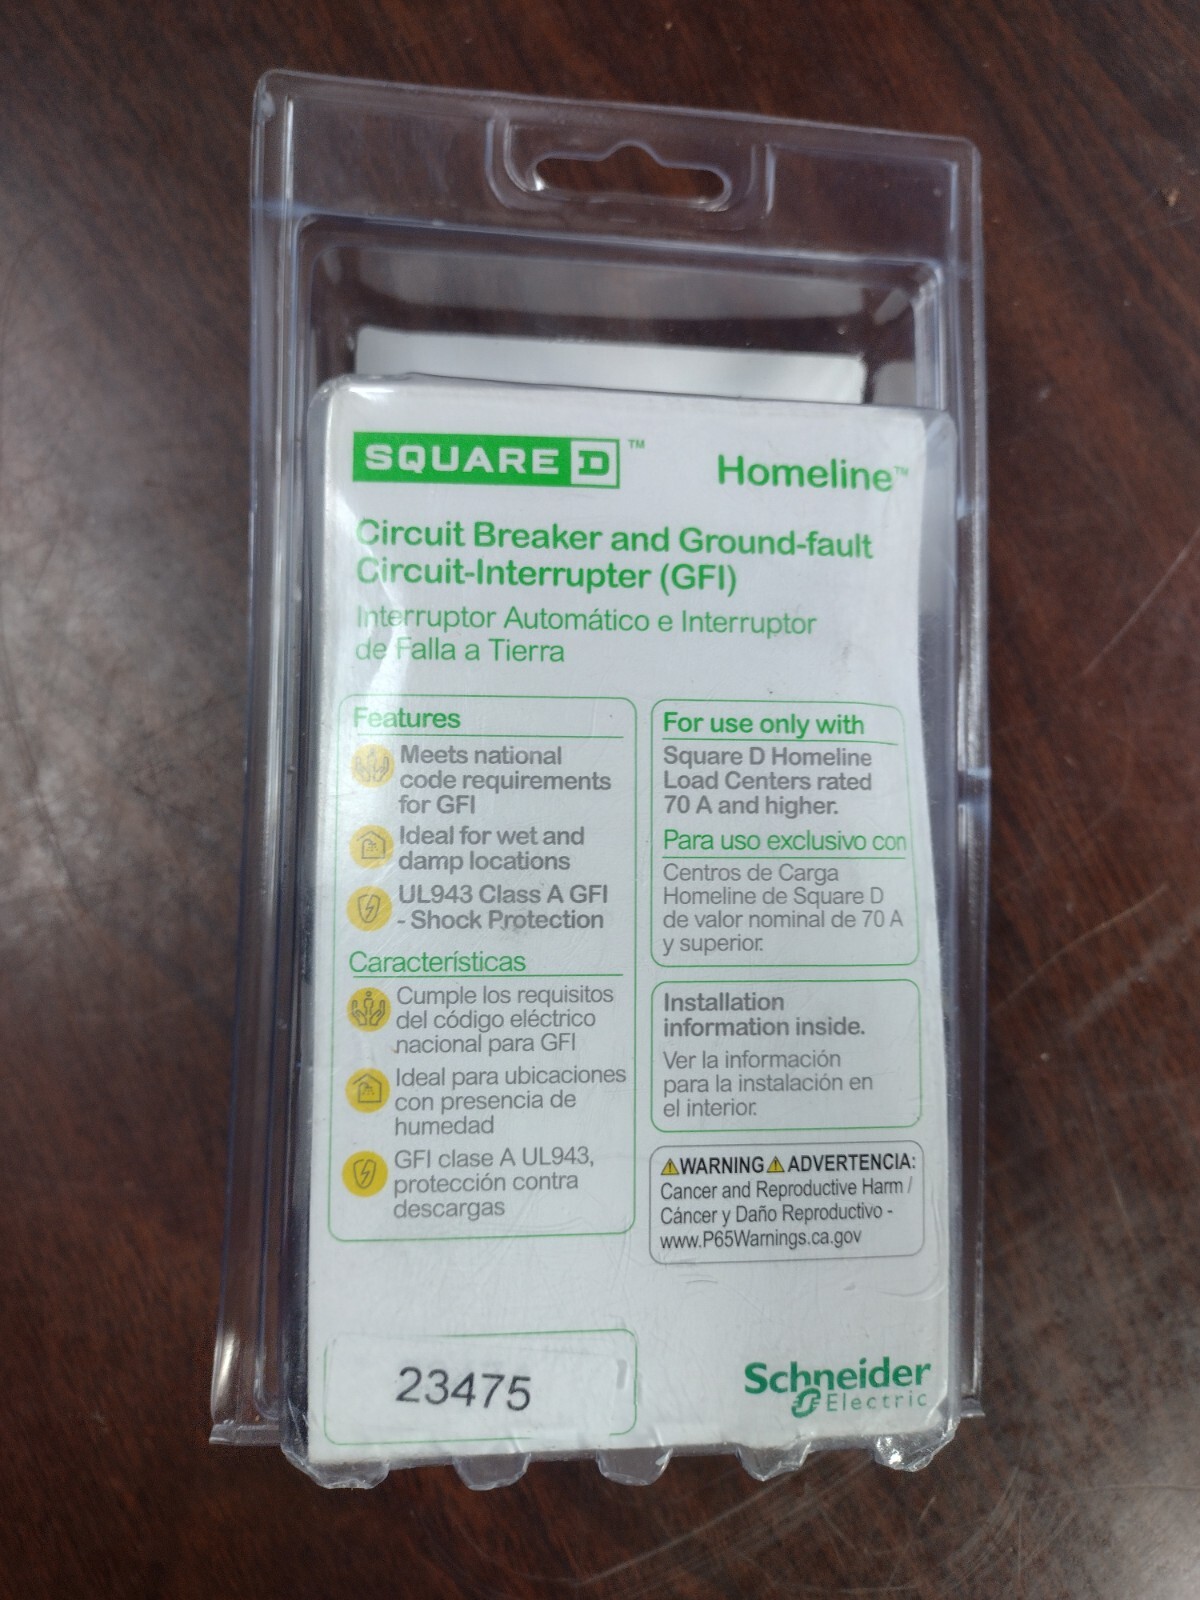 SQUARE D™
Homeline™
Circuit Breaker and Ground-fault
Circuit-Interrupter (GFI)
Interruptor Automático e Interruptor
de Falla a Tierra
Features
Meets national
code requirements
for GFI
Ideal for wet and
damp locations
UL943 Class A GFI
- Shock Protection
Características
Cumple los requisitos
del código eléctrico
nacional para GFI
Ideal para ubicaciones
con presencia de
humedad
GFI clase A UL943,
protección contra
descargas
For use only with
Square D Homeline
Load Centers rated
70 A and higher.
Para uso exclusivo con
Centros de Carga
Homeline de Square D
de valor nominal de 70 A
y superior.
Installation
information inside.
Ver la información
para la instalación en
el interior.
⚠WARNING⚠ADVERTENCIA:
Cancer and Reproductive Harm /
Cáncer y Daño Reproductivo -
www.P65Warnings.ca.gov
23475
Schneider
Electric